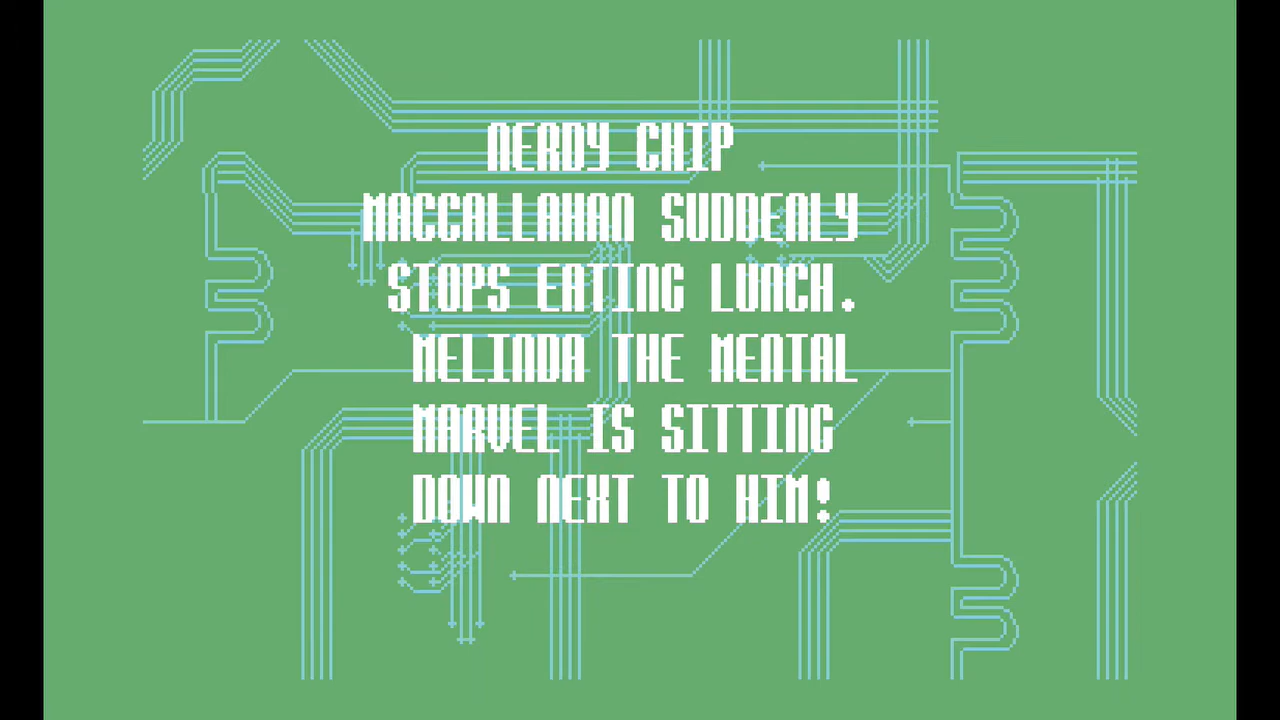 NERDY CHIP
MACCALLAHAN SUDDENLY
STOPS EATING LUNCH.
MELINDA THE MENTAL
MARVEL IS SITTING
DOWN NEXT TO HIM!